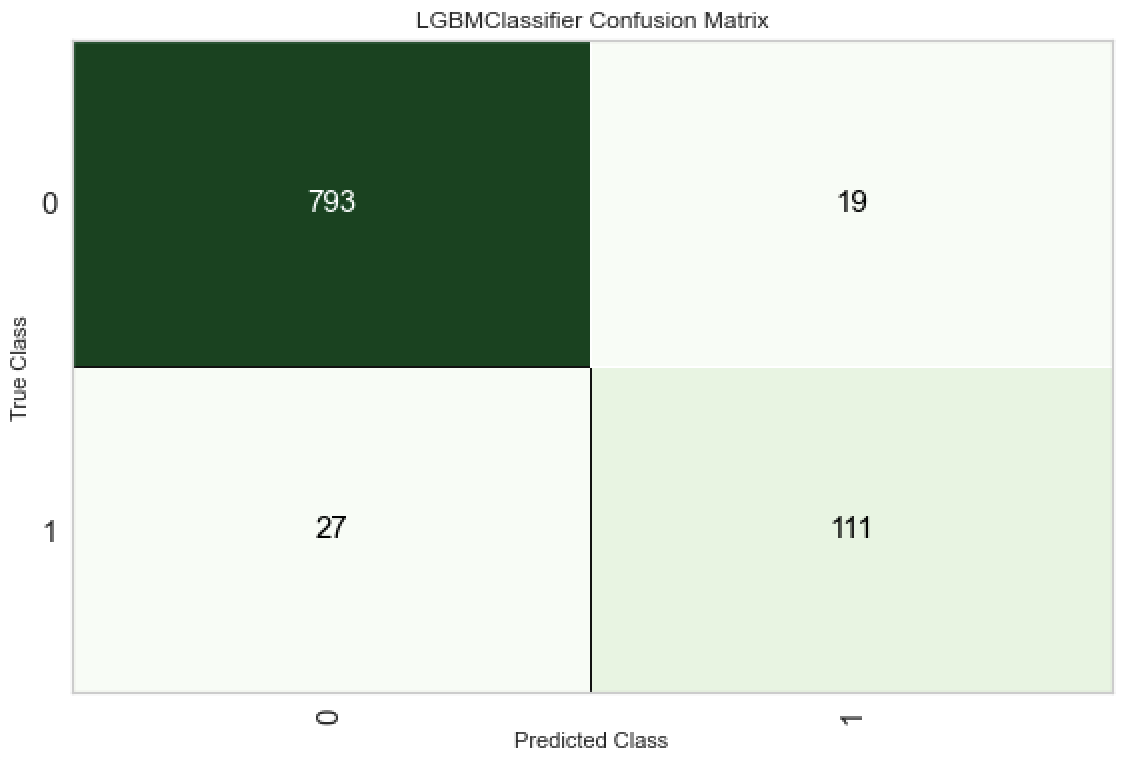 LGBMClassifier Confusion Matrix
True Class
0
793
19
1
27
111
0
1
Predicted Class